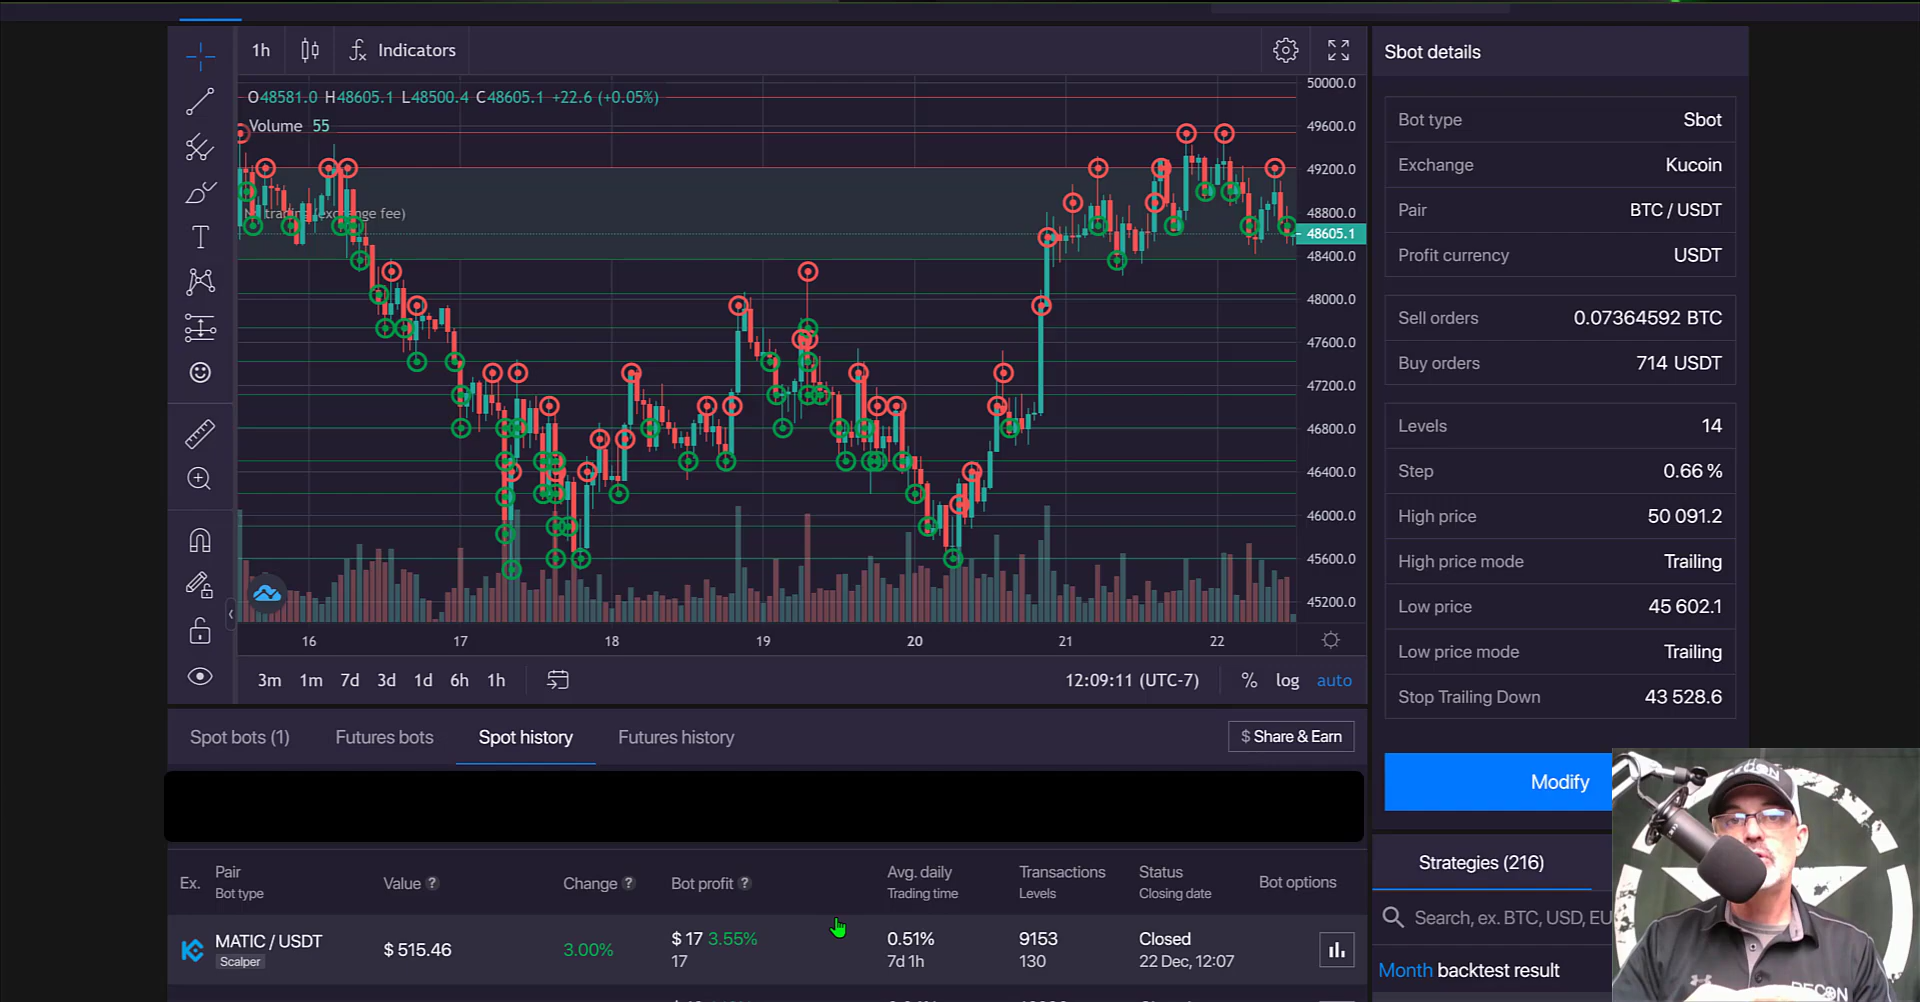 1h
Indicators
O48581.0 H48605.1 L48500.4 C48605.1 +22.6 (+0.05%)
Volume 55
trading (exchange fee)
50000.0
49600.0
49200.0
48800.0
48605.1
48400.0
48000.0
47600.0
47200.0
46800.0
46400.0
46000.0
45600.0
45200.0
16 17 18 19 20 21 22
3m 1m 7d 3d 1d 6h 1h
12:09:11 (UTC-7) % log auto
Spot bots (1) Futures bots Spot history Futures history
$ Share & Earn
Ex. Pair Value ? Change ? Bot profit ? Avg. daily Transactions Status Bot options
Bot type Trading time Levels Closing date
MATIC / USDT $ 515.46 3.00% $ 17 3.55% 0.51% 9153 Closed
Scalper 17 7d 1h 130 22 Dec, 12:07
Sbot details
Bot type Sbot
Exchange Kucoin
Pair BTC / USDT
Profit currency USDT
Sell orders 0.07364592 BTC
Buy orders 714 USDT
Levels 14
Step 0.66 %
High price 50 091.2
High price mode Trailing
Low price 45 602.1
Low price mode Trailing
Stop Trailing Down 43 528.6
Modify
Strategies (216)
Search, ex. BTC, USD, EU
Month backtest result